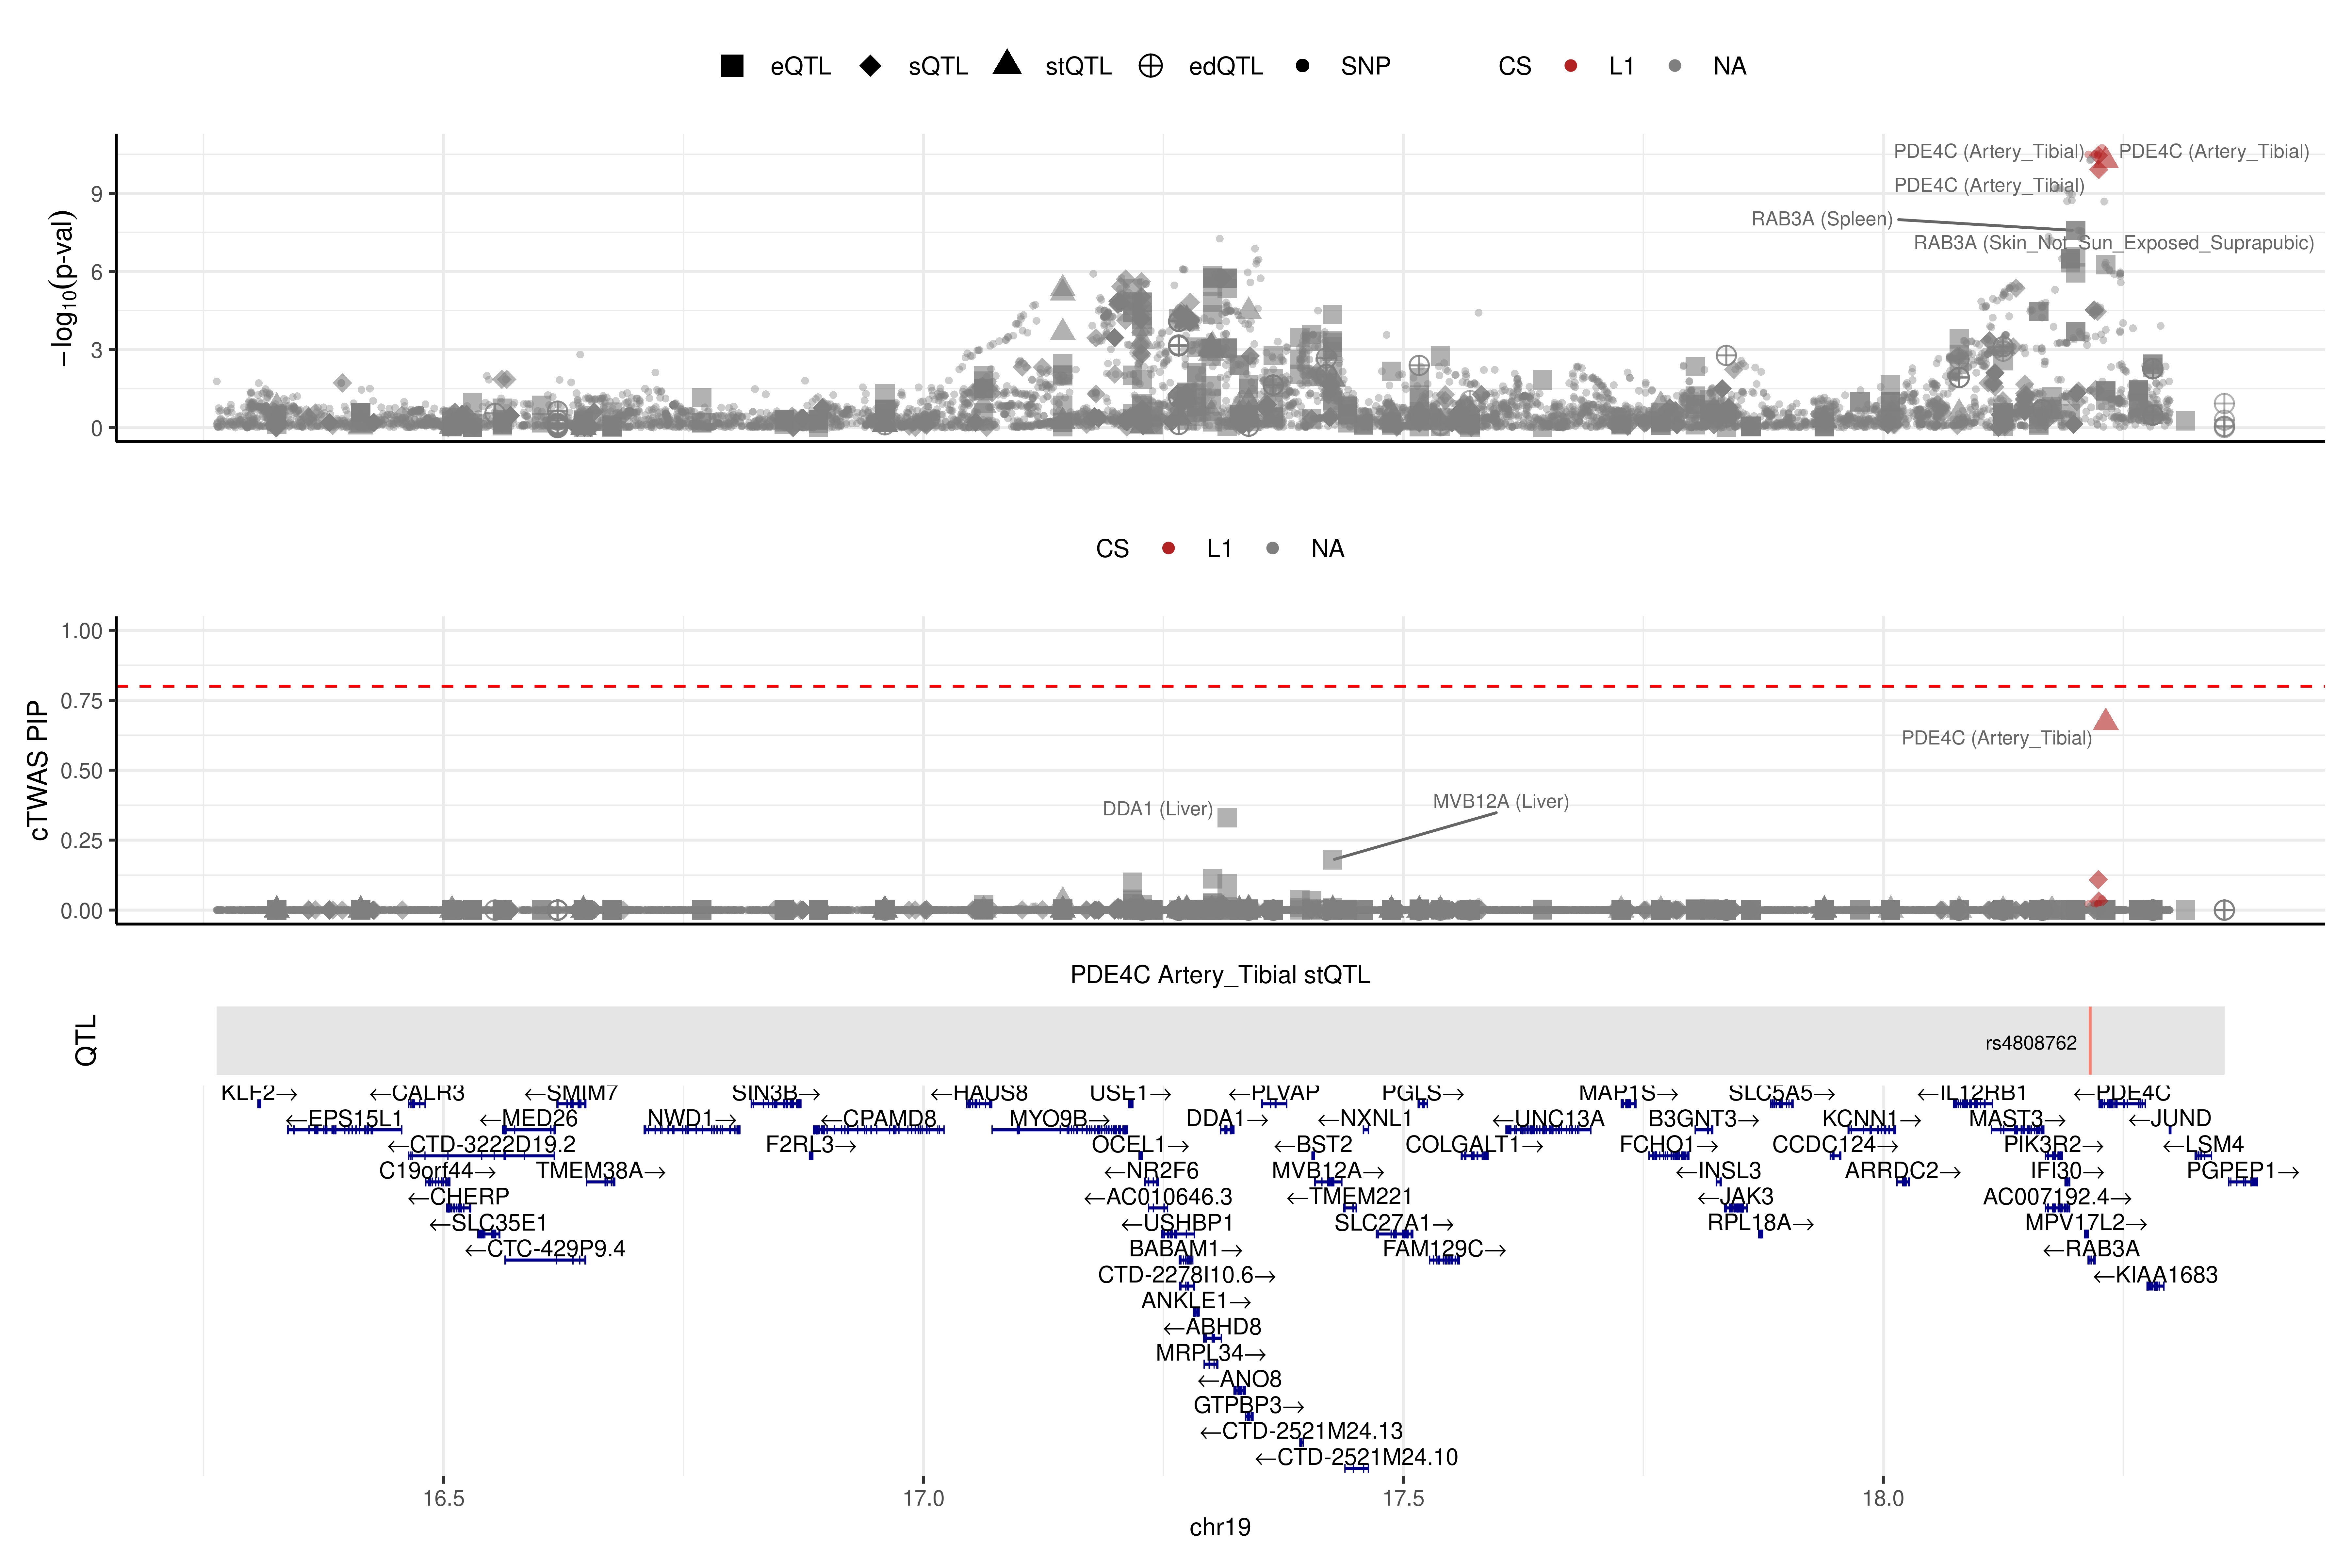 eQTL sQTL stQTL edQTL SNP CS L1 NA
PDE4C (Artery_Tibial) PDE4C (Artery_Tibial)
PDE4C (Artery_Tibial)
RAB3A (Spleen)
RAB3A (Skin_Not_Sun_Exposed_Suprapubic)
9
6
3
0
−log10(p-val)
CS L1 NA
1.00
0.75
0.50
0.25
0.00
cTWAS PIP
PDE4C (Artery_Tibial)
DDA1 (Liver)
MVB12A (Liver)
PDE4C Artery_Tibial stQTL
QTL
rs4808762
KLF2→ ←CALR3 ←SMIM7 SIN3B→ ←HAUS8 USE1→ ←PLVAP PGLS→ MAP1S→ SLC5A5→ ←IL12RB1 ←PDE4C
←EPS15L1 ←MED26 NWD1→ ←CPAMD8 MYO9B→ DDA1→ ←NXNL1 ←UNC13A B3GNT3→ KCNN1→ MAST3→ ←JUND
←CTD-3222D19.2 F2RL3→ OCEL1→ ←BST2 COLGALT1→ FCHO1→ CCDC124→ PIK3R2→ ←LSM4
C19orf44→ TMEM38A→ ←NR2F6 MVB12A→ ←INSL3 ARRDC2→ IFI30→ PGPEP1→
←CHERP ←AC010646.3 ←TMEM221 ←JAK3 AC007192.4→
←SLC35E1 ←USHBP1 SLC27A1→ RPL18A→ MPV17L2→
←CTC-429P9.4 BABAM1→ FAM129C→ ←RAB3A
CTD-2278I10.6→ ←KIAA1683
ANKLE1→
←ABHD8
MRPL34→
←ANO8
GTPBP3→
←CTD-2521M24.13
←CTD-2521M24.10
16.5 17.0 17.5 18.0
chr19